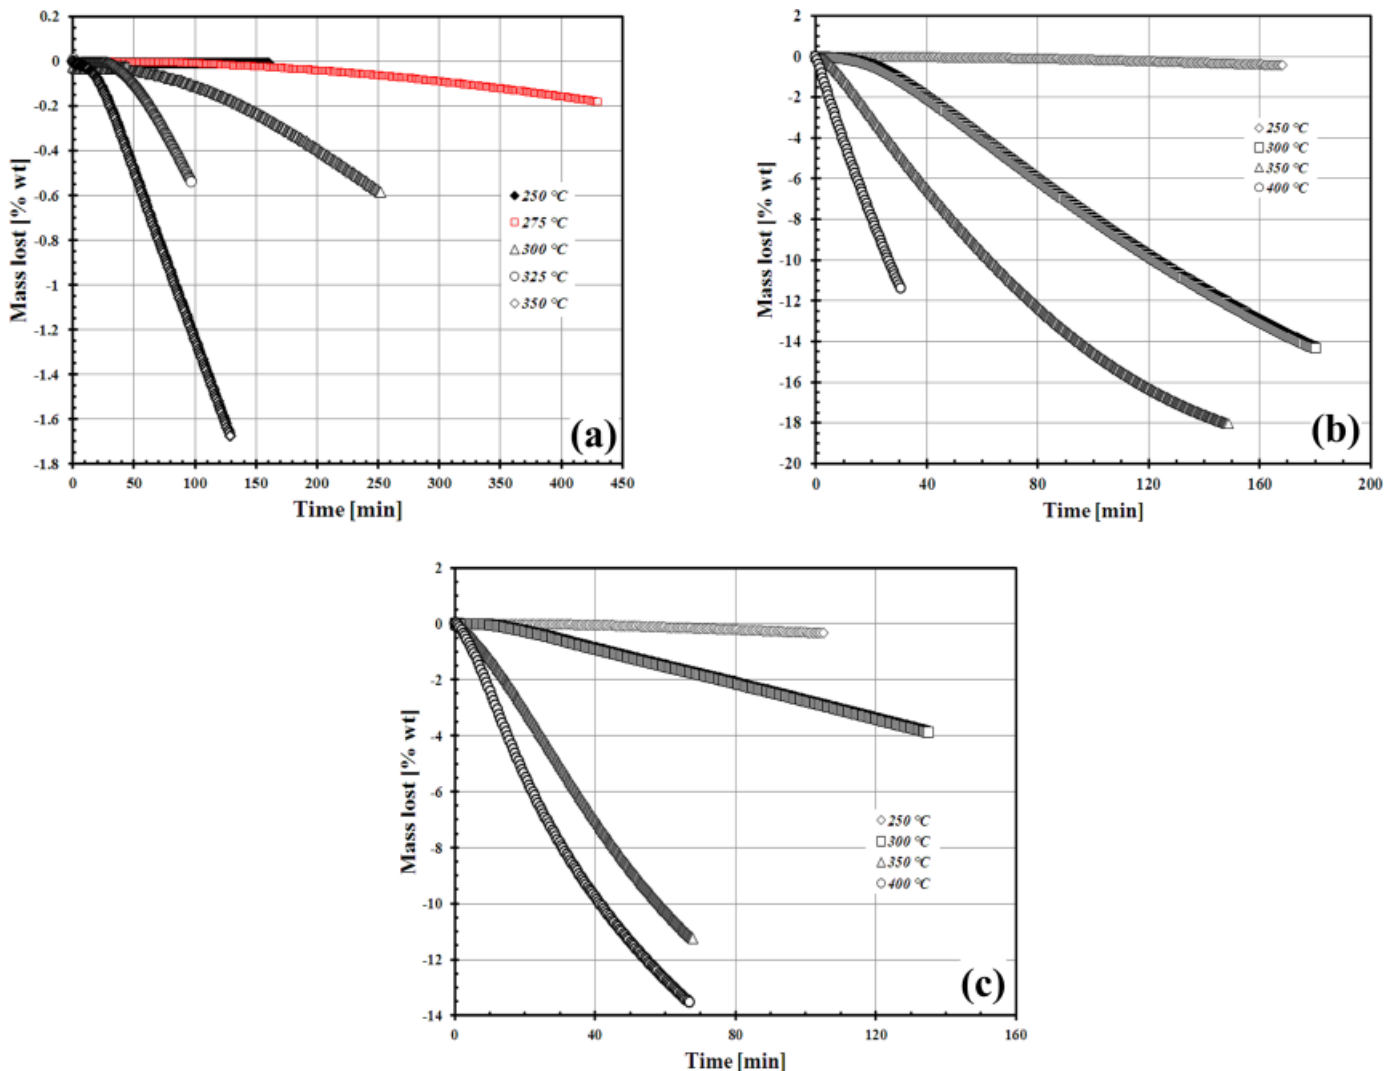 0.2
0
-0.2
-0.4
-0.6
-0.8
-1
-1.2
-1.4
-1.6
-1.8
Mass lost [% wt]
250 °C
275 °C
300 °C
325 °C
350 °C
(a)
0 50 100 150 200 250 300 350 400 450
Time [min]
2
0
-2
-4
-6
-8
-10
-12
-14
-16
-18
-20
Mass lost [% wt]
250 °C
300 °C
350 °C
400 °C
(b)
0 40 80 120 160 200
Time [min]
2
0
-2
-4
-6
-8
-10
-12
-14
Mass lost [% wt]
250 °C
300 °C
350 °C
400 °C
(c)
0 40 80 120 160
Time [min]